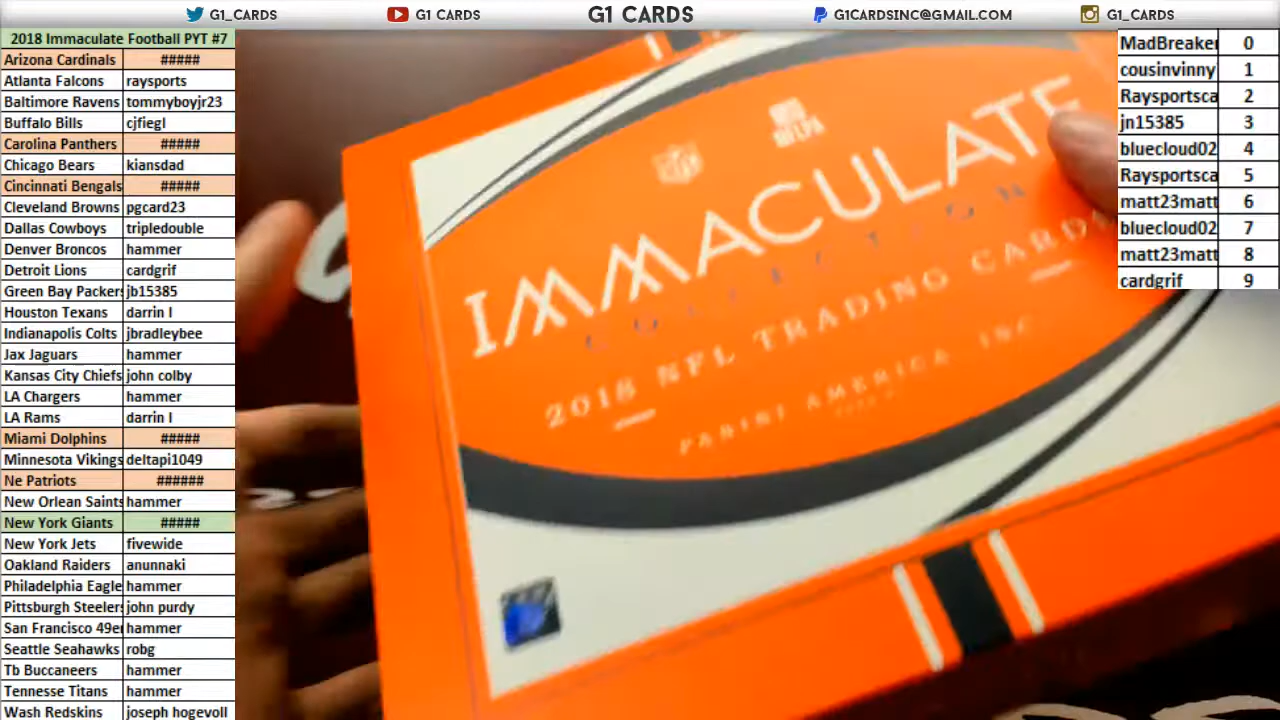 G1_CARDS
G1 CARDS
G1 CARDS
G1CARDSINC@GMAIL.COM
G1_CARDS
2018 Immaculate Football PYT #7
Arizona Cardinals #####
Atlanta Falcons raysports
Baltimore Ravens tommyboyjr23
Buffalo Bills cjfiegl
Carolina Panthers #####
Chicago Bears kiansdad
Cincinnati Bengals #####
Cleveland Browns pgcard23
Dallas Cowboys tripledouble
Denver Broncos hammer
Detroit Lions cardgrif
Green Bay Packers jb15385
Houston Texans darrin l
Indianapolis Colts jbradleybee
Jax Jaguars hammer
Kansas City Chiefs john colby
LA Chargers hammer
LA Rams darrin l
Miami Dolphins #####
Minnesota Vikings deltapi1049
Ne Patriots ######
New Orlean Saints hammer
New York Giants #####
New York Jets fivewide
Oakland Raiders anunnaki
Philadelphia Eagle hammer
Pittsburgh Steelers john purdy
San Francisco 49e hammer
Seattle Seahawks robg
Tb Buccaneers hammer
Tennesse Titans hammer
Wash Redskins joseph hogevoll
NFL
NFLPA
IMMACULATE
COLLECTION
2018 NFL TRADING CARDS
PANINI AMERICA, INC.
MadBreaker 0
cousinvinny 1
Raysportsca 2
jn15385 3
bluecloud02 4
Raysportsca 5
matt23matt 6
bluecloud02 7
matt23matt 8
cardgrif 9